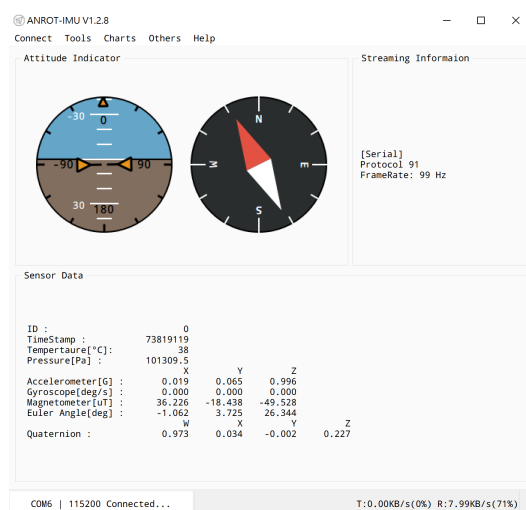 ANROT-IMU V1.2.8
Connect Tools Charts Others Help
Attitude Indicator
-30
0
-90 90
30
180
N
W E
S
Streaming Informaion
[Serial]
Protocol 91
FrameRate: 99 Hz
Sensor Data
ID : 0
TimeStamp : 73819119
Tempertaure[°C]: 38
Pressure[Pa] : 101309.5
X Y Z
Accelerometer[G] : 0.019 0.065 0.996
Gyroscope[deg/s] : 0.000 0.000 0.000
Magnetometer[uT] : 36.226 -18.438 -49.528
Euler Angle[deg] : -1.062 3.725 26.344
W X Y Z
Quaternion : 0.973 0.034 -0.002 0.227
COM6 | 115200 Connected... T:0.00KB/s(0%) R:7.99KB/s(71%)